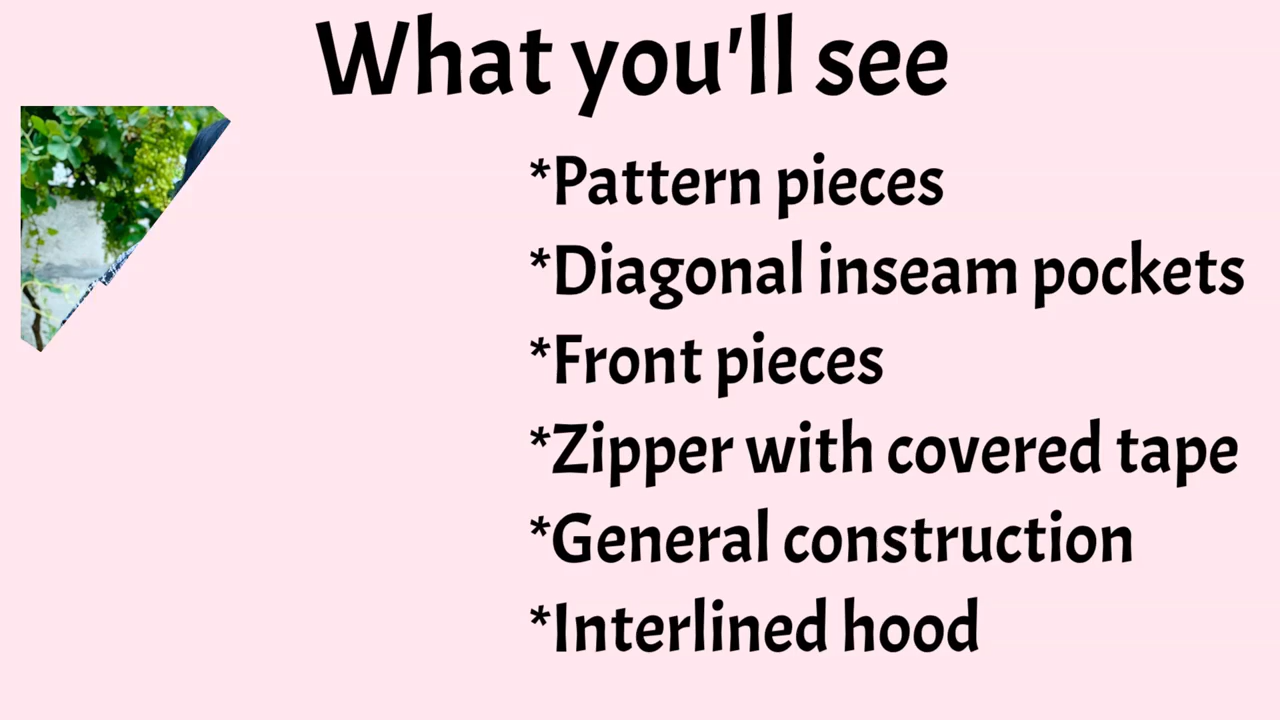 What you'll see
*Pattern pieces
*Diagonal inseam pockets
*Front pieces
*Zipper with covered tape
*General construction
*Interlined hood